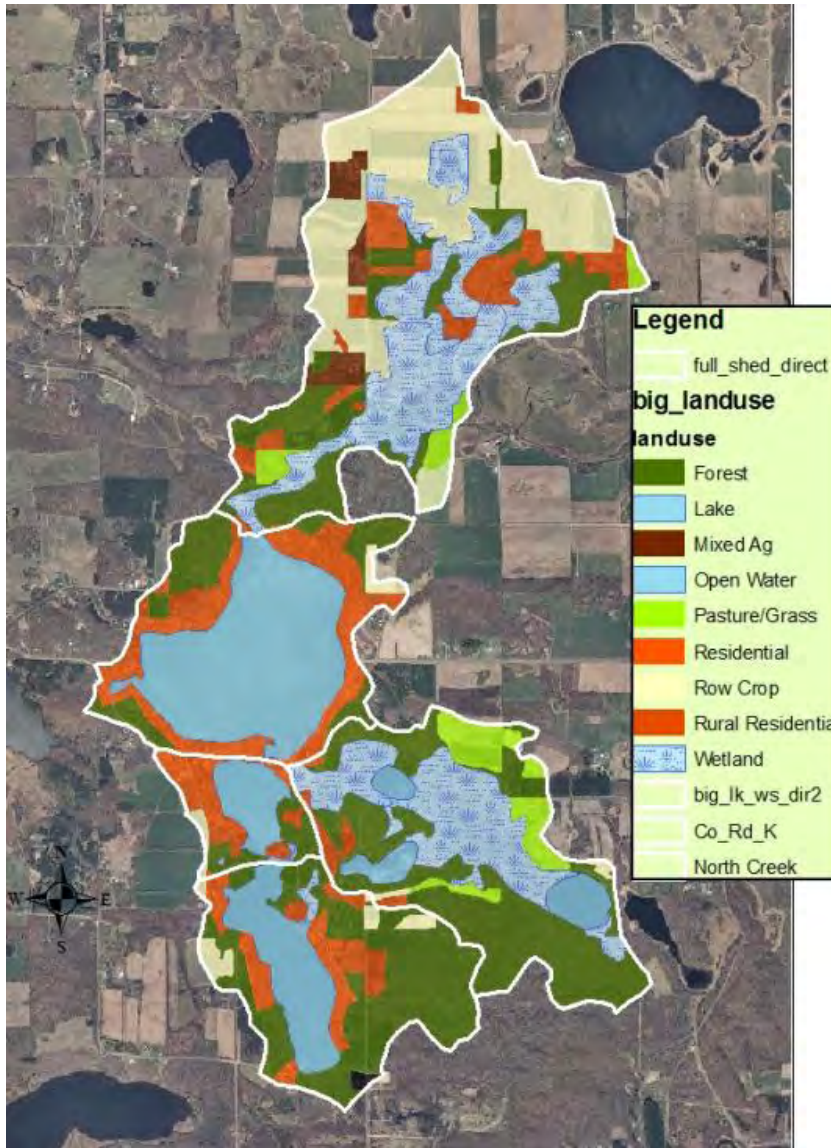 Legend
full_shed_direct
big_landuse
landuse
Forest
Lake
Mixed Ag
Open Water
Pasture/Grass
Residential
Row Crop
Rural Residentia
Wetland
big_lk_ws_dir2
Co_Rd_K
North Creek
N
W E
S